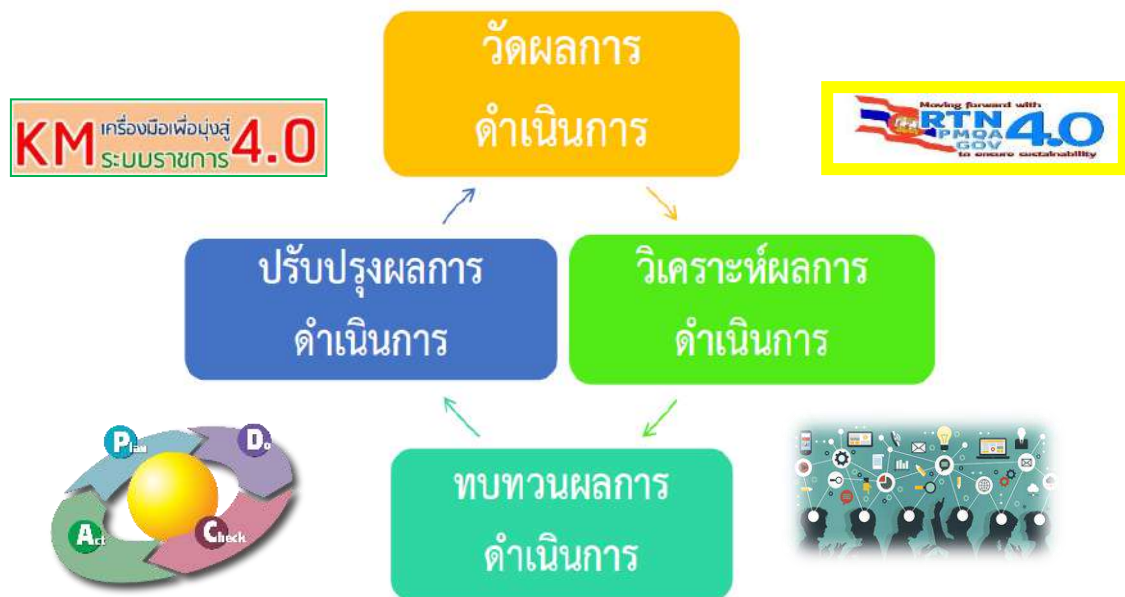 วัดผลการ
ดำเนินการ
KM เครื่องมือเพื่อมุ่งสู่
ระบบราชการ 4.0
Moving forward with
RTN
PMQA 4.0
GOV
to ensure sustainability
ปรับปรุงผลการ
ดำเนินการ
วิเคราะห์ผลการ
ดำเนินการ
ทบทวนผลการ
ดำเนินการ
Plan
Do
Act
Check